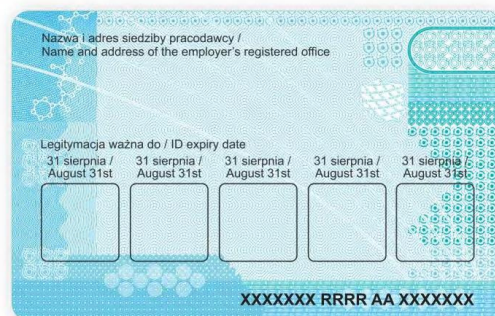 Nazwa i adres siedziby pracodawcy /
Name and address of the employer's registered office
Legitymacja ważna do / ID expiry date
31 sierpnia / 31 sierpnia / 31 sierpnia / 31 sierpnia / 31 sierpnia /
August 31st August 31st August 31st August 31st August 31st
XXXXXXX RRRR AA XXXXXXX